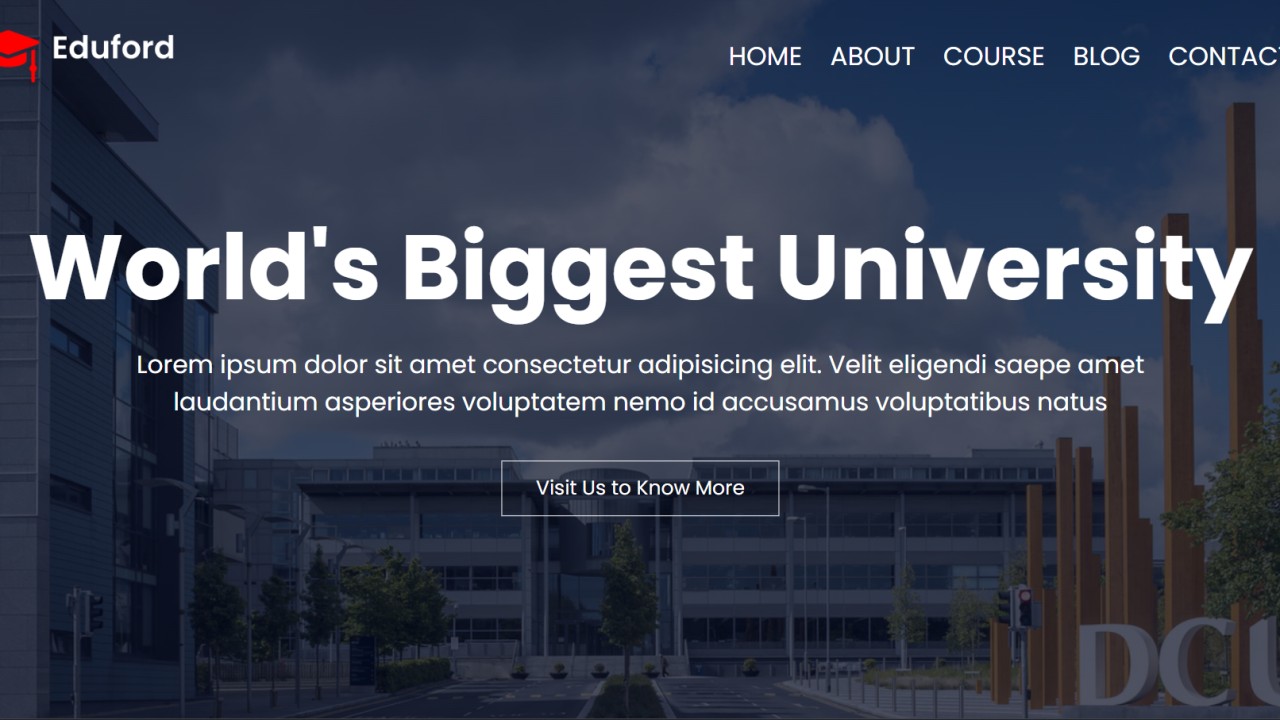 Eduford
HOME ABOUT COURSE BLOG CONTACT
World's Biggest University
Lorem ipsum dolor sit amet consectetur adipisicing elit. Velit eligendi saepe amet
laudantium asperiores voluptatem nemo id accusamus voluptatibus natus
Visit Us to Know More
DCU